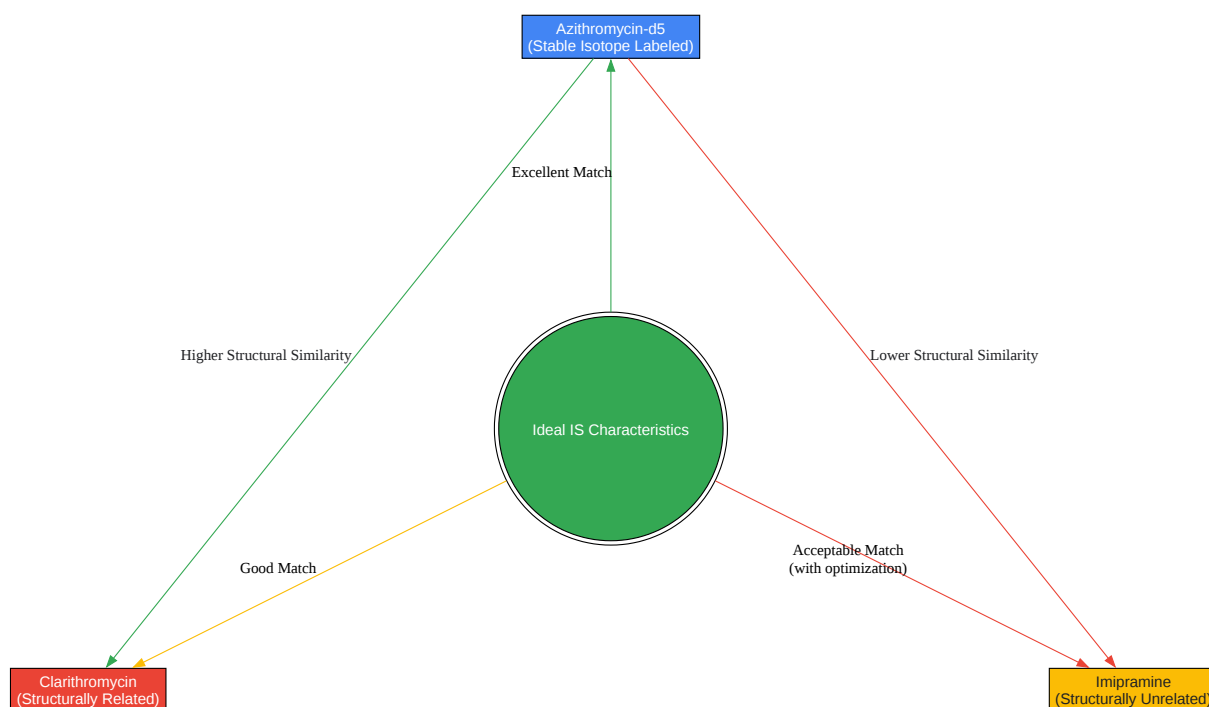 Azithromycin-d5
(Stable Isotope Labeled)
Excellent Match
Higher Structural Similarity
Lower Structural Similarity
Ideal IS Characteristics
Good Match
Acceptable Match
(with optimization)
Clarithromycin
(Structurally Related)
Imipramine
(Structurally Unrelated)